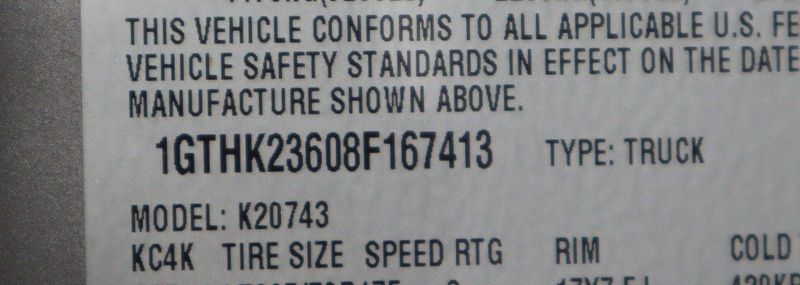 THIS VEHICLE CONFORMS TO ALL APPLICABLE U.S. FE
VEHICLE SAFETY STANDARDS IN EFFECT ON THE DATE
MANUFACTURE SHOWN ABOVE.
1GTHK23608F167413 TYPE: TRUCK
MODEL: K20743
KC4K TIRE SIZE SPEED RTG RIM COLD